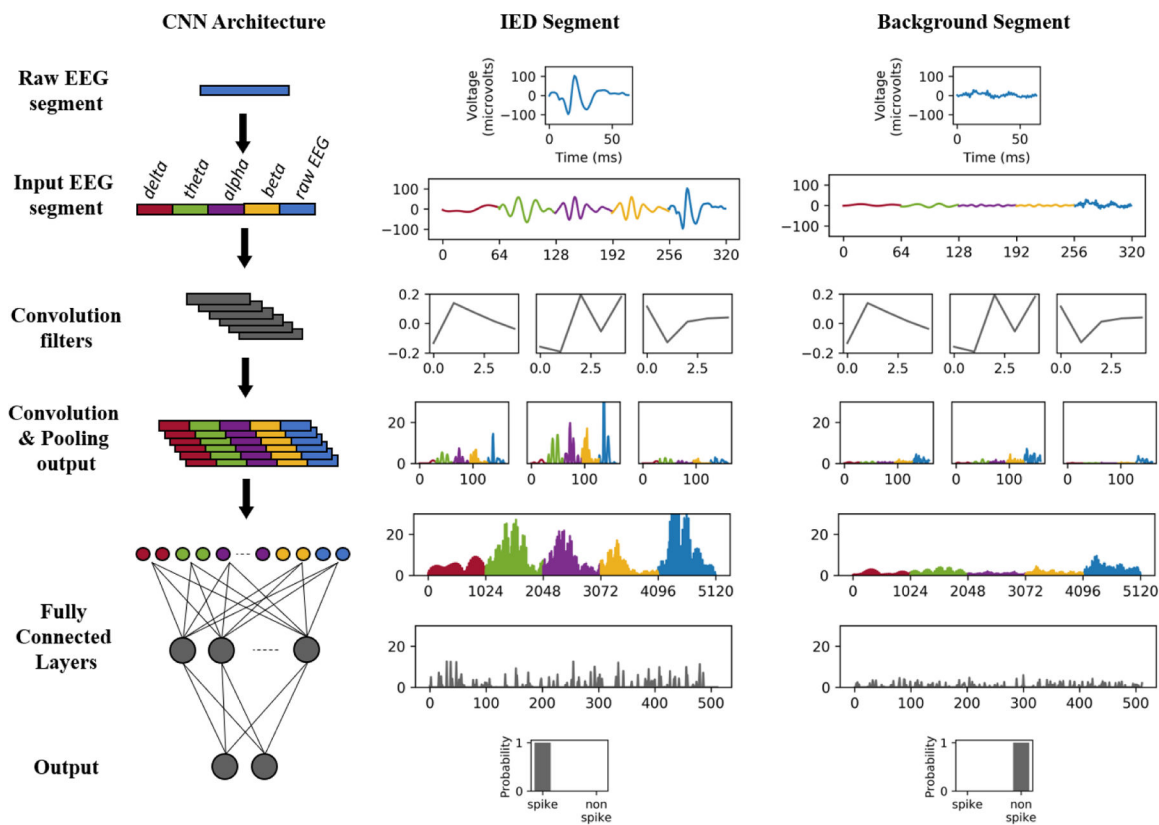 CNN Architecture
IED Segment
Background Segment
Raw EEG
segment
Voltage
(microvolts)
100
0
−100
0
50
Time (ms)
Voltage
(microvolts)
100
0
−100
0
50
Time (ms)
Input EEG
segment
delta
theta
alpha
beta
raw EEG
100
0
−100
0 64 128 192 256 320
100
0
−100
0 64 128 192 256 320
Convolution
filters
0.2
0.0
−0.2
0.0 2.5
0.0 2.5
0.0 2.5
0.2
0.0
−0.2
0.0 2.5
0.0 2.5
0.0 2.5
Convolution
& Pooling
output
20
0
0 100
0 100
0 100
20
0
0 100
0 100
0 100
20
0
0 1024 2048 3072 4096 5120
20
0
0 1024 2048 3072 4096 5120
Fully
Connected
Layers
20
0
0 100 200 300 400 500
20
0
0 100 200 300 400 500
Output
Probability
1
0
spike
non
spike
Probability
1
0
spike
non
spike